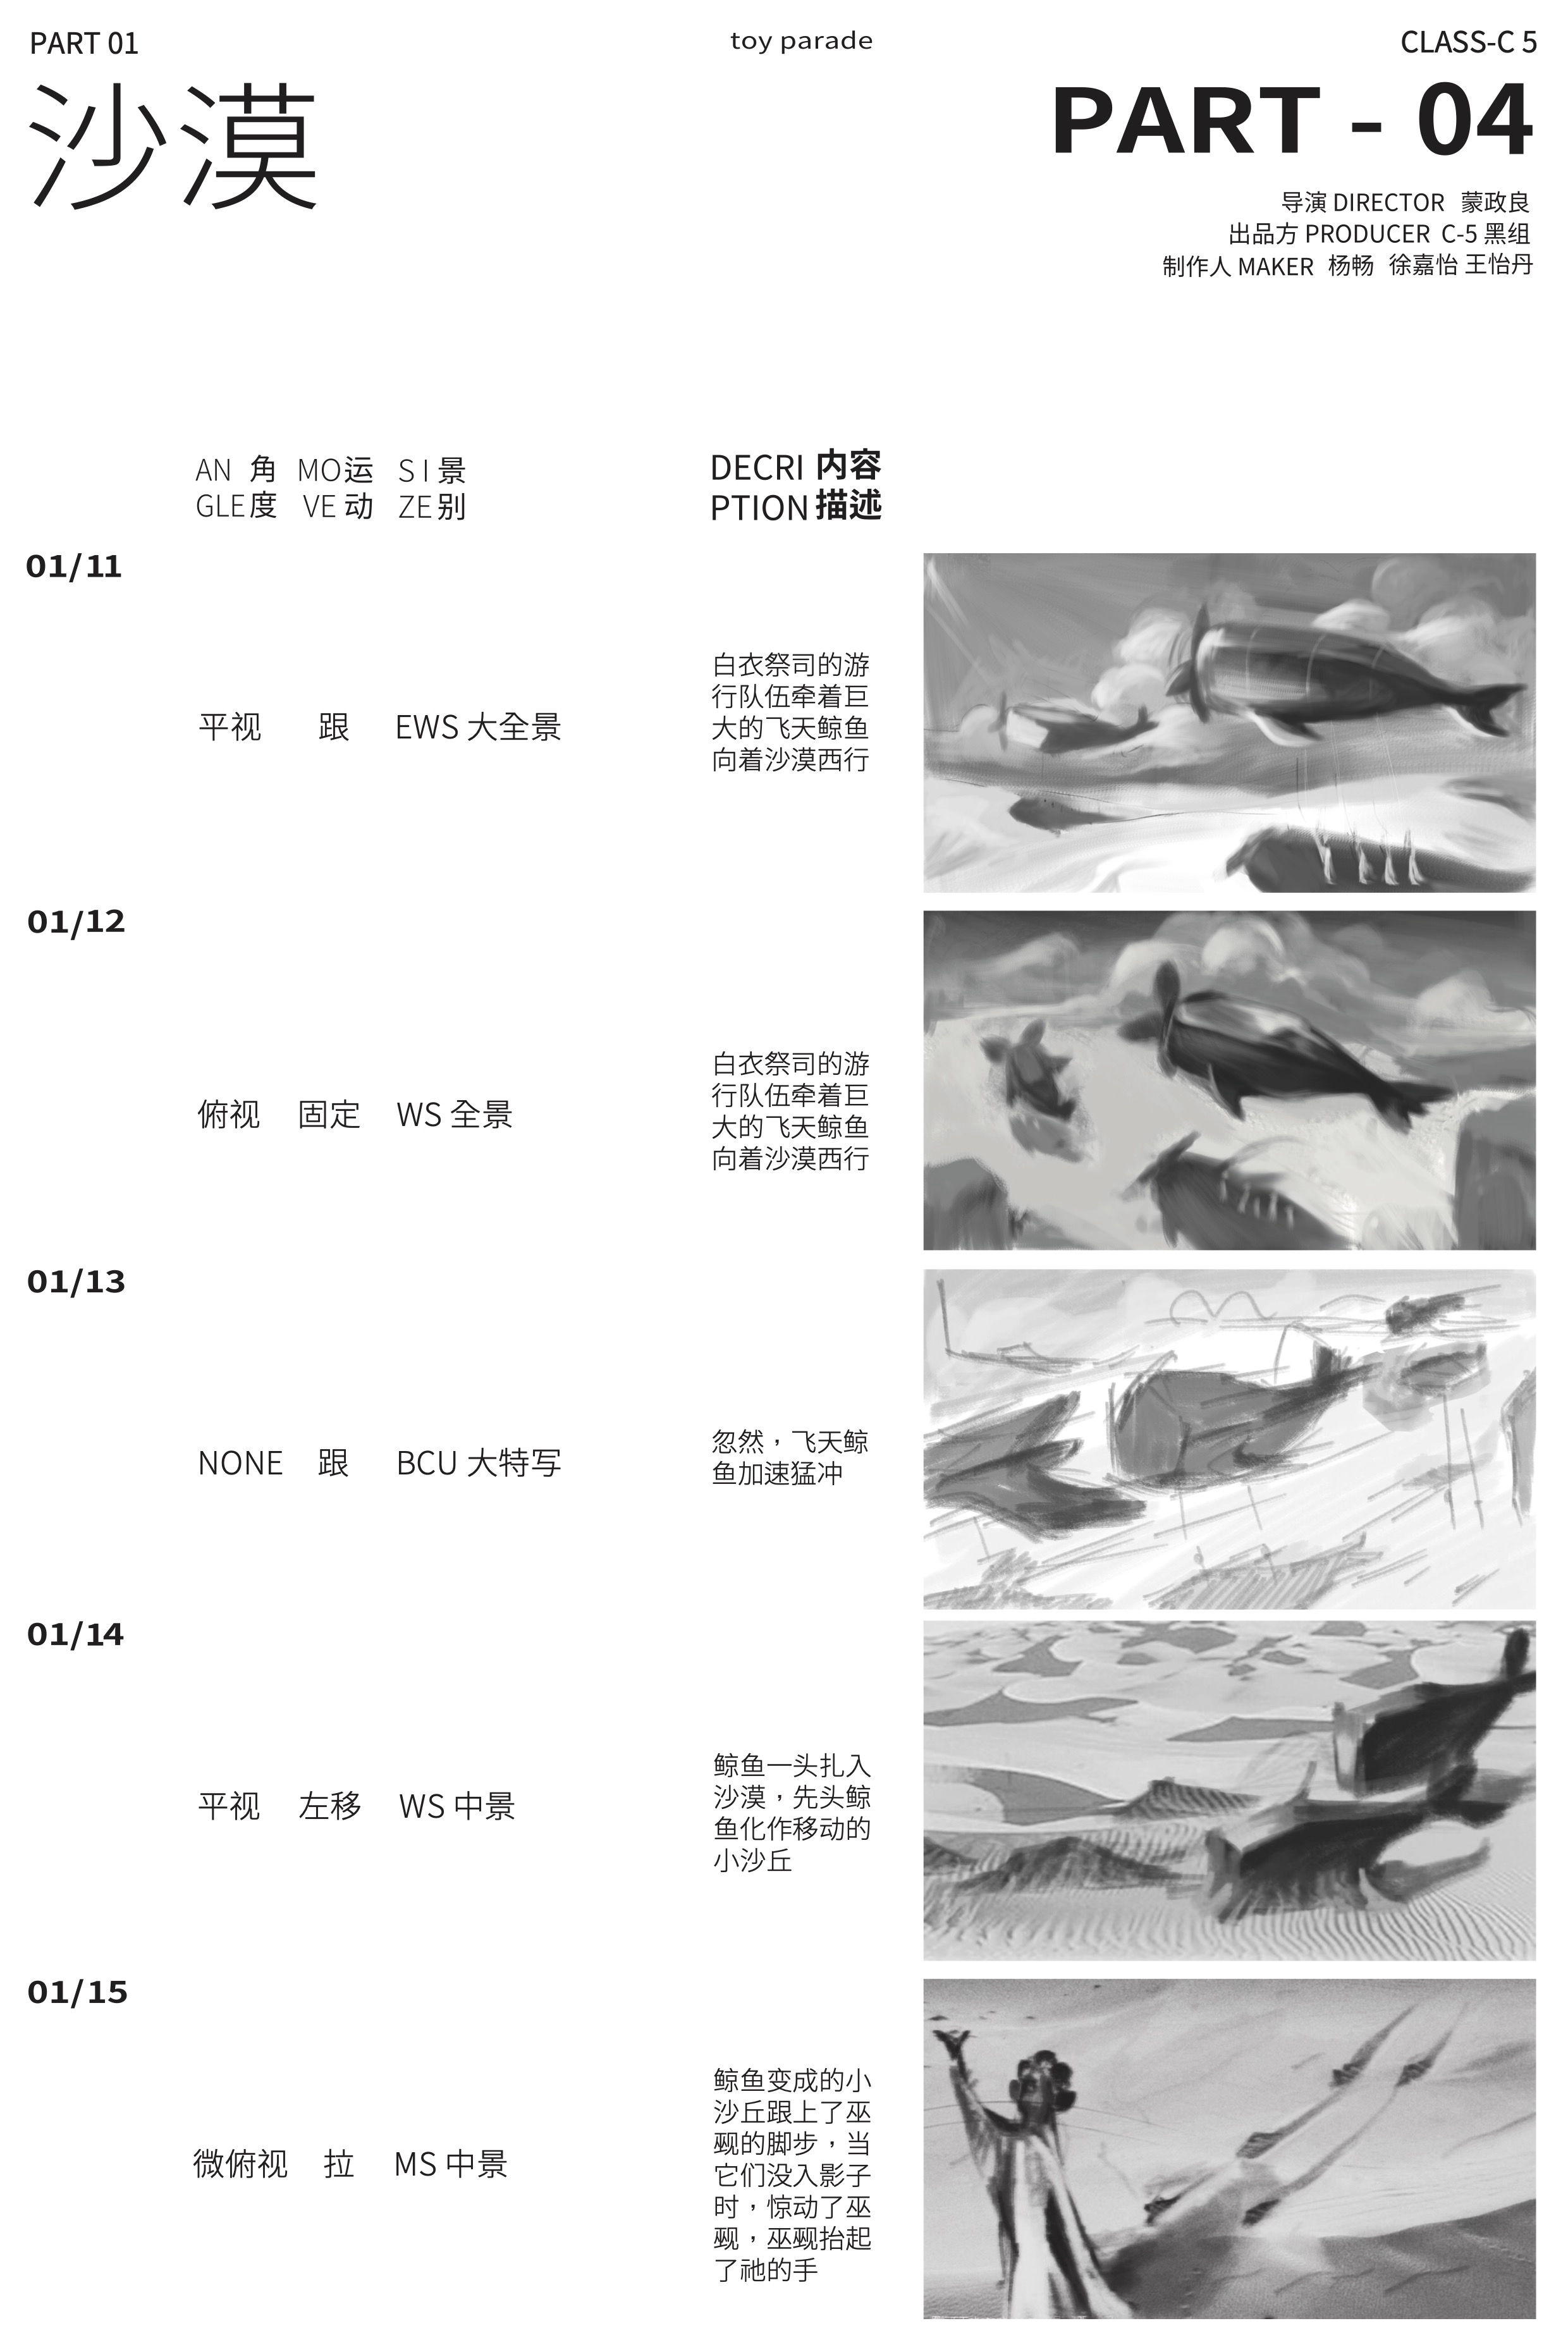 PART 01
toy parade
CLASS-C 5
沙漠
PART - 04
导演 DIRECTOR 蒙政良
出品方 PRODUCER C-5 黑组
制作人 MAKER 杨畅 徐嘉怡 王怡丹
AN 角 MO运 SI景
GLE度 VE动 ZE别
DECRI 内容
PTION 描述
01/11
平视 跟 EWS 大全景
白衣祭司的游
行队伍牵着巨
大的飞天鲸鱼
向着沙漠西行
01/12
俯视 固定 WS 全景
白衣祭司的游
行队伍牵着巨
大的飞天鲸鱼
向着沙漠西行
01/13
NONE 跟 BCU 大特写
忽然，飞天鲸
鱼加速猛冲
01/14
平视 左移 WS 中景
鲸鱼一头扎入
沙漠，先头鲸
鱼化作移动的
小沙丘
01/15
微俯视 拉 MS 中景
鲸鱼变成的小
沙丘跟上了巫
觋的脚步，当
它们没入影子
时，惊动了巫
觋，巫觋抬起
了祂的手